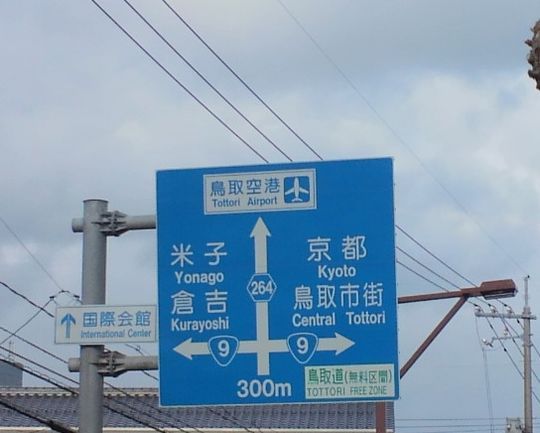 鳥取空港
Tottori Airport
米子
Yonago
倉吉
Kurayoshi
264
京都
Kyoto
鳥取市街
Central Tottori
9
9
300m
鳥取道(無料区間)
TOTTORI FREE ZONE
国際会館
International Center